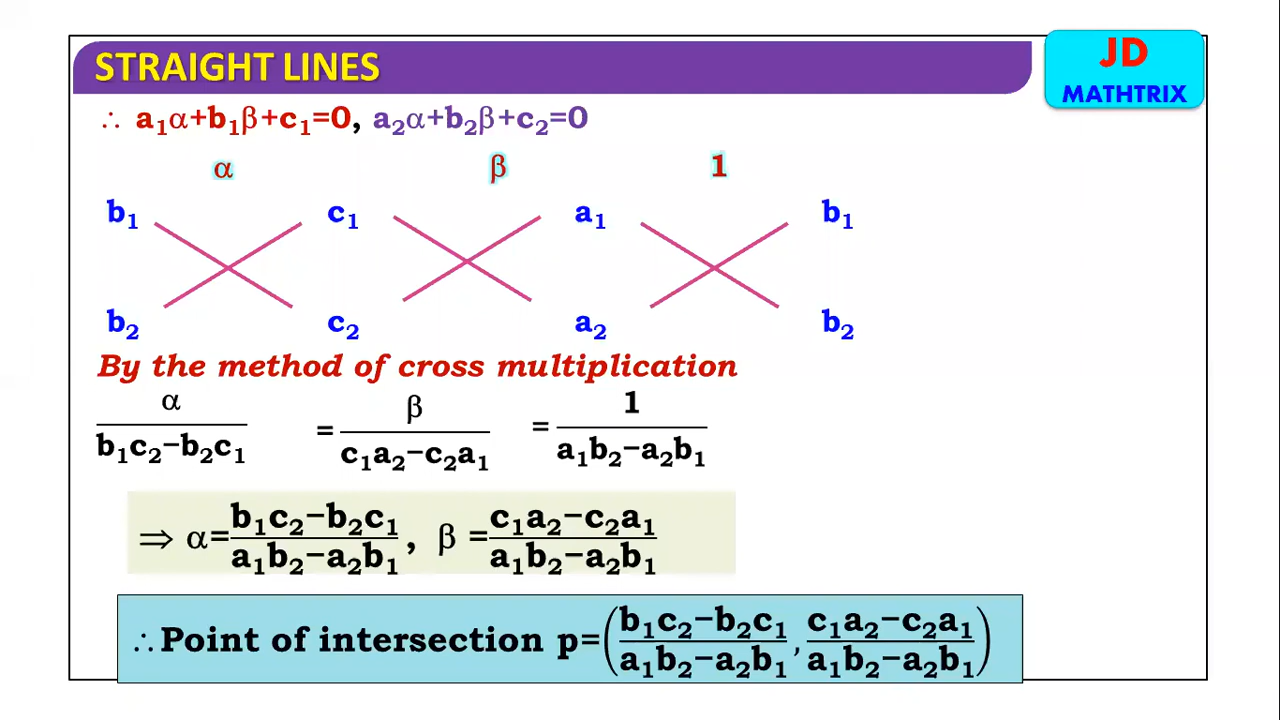 STRAIGHT LINES
JD
MATHTRIX
∴ a₁α+b₁β+c₁=0, a₂α+b₂β+c₂=0
α β 1
b₁ c₁ a₁ b₁
b₂ c₂ a₂ b₂
By the method of cross multiplication
α/(b₁c₂−b₂c₁) = β/(c₁a₂−c₂a₁) = 1/(a₁b₂−a₂b₁)
⇒ α=(b₁c₂−b₂c₁)/(a₁b₂−a₂b₁), β =(c₁a₂−c₂a₁)/(a₁b₂−a₂b₁)
∴Point of intersection p=((b₁c₂−b₂c₁)/(a₁b₂−a₂b₁), (c₁a₂−c₂a₁)/(a₁b₂−a₂b₁))